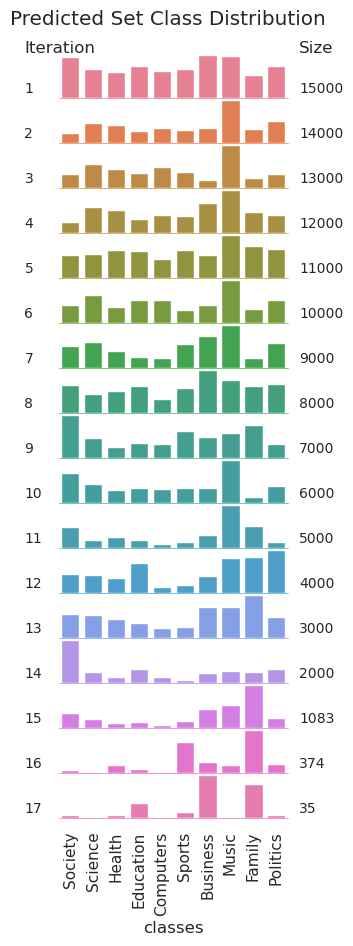 Predicted Set Class Distribution
Iteration Size
1 15000
2 14000
3 13000
4 12000
5 11000
6 10000
7 9000
8 8000
9 7000
10 6000
11 5000
12 4000
13 3000
14 2000
15 1083
16 374
17 35
Society
Science
Health
Education
Computers
Sports
Business
Music
Family
Politics
classes